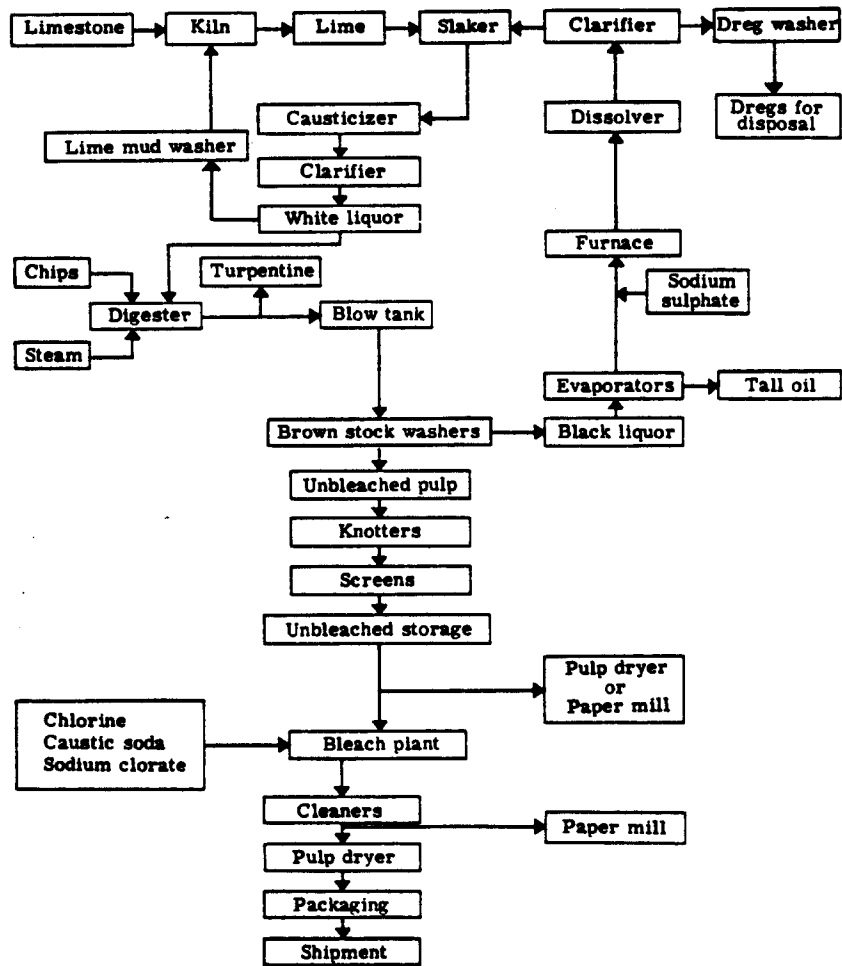 Limestone
Kiln
Lime
Slaker
Clarifier
Dreg washer
Dissolver
Dregs for
disposal
Causticizer
Lime mud washer
Clarifier
White liquor
Furnace
Chips
Turpentine
Sodium
sulphate
Digester
Blow tank
Steam
Evaporators
Tall oil
Brown stock washers
Black liquor
Unbleached pulp
Knotters
Screens
Unbleached storage
Pulp dryer
or
Paper mill
Chlorine
Caustic soda
Sodium clorate
Bleach plant
Cleaners
Paper mill
Pulp dryer
Packaging
Shipment